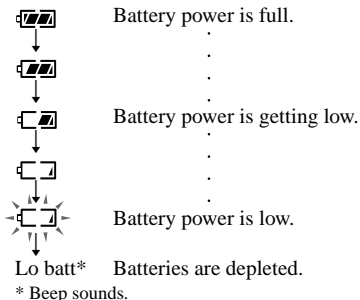 Battery power is full.
Battery power is getting low.
Battery power is low.
Lo batt* Batteries are depleted.
* Beep sounds.